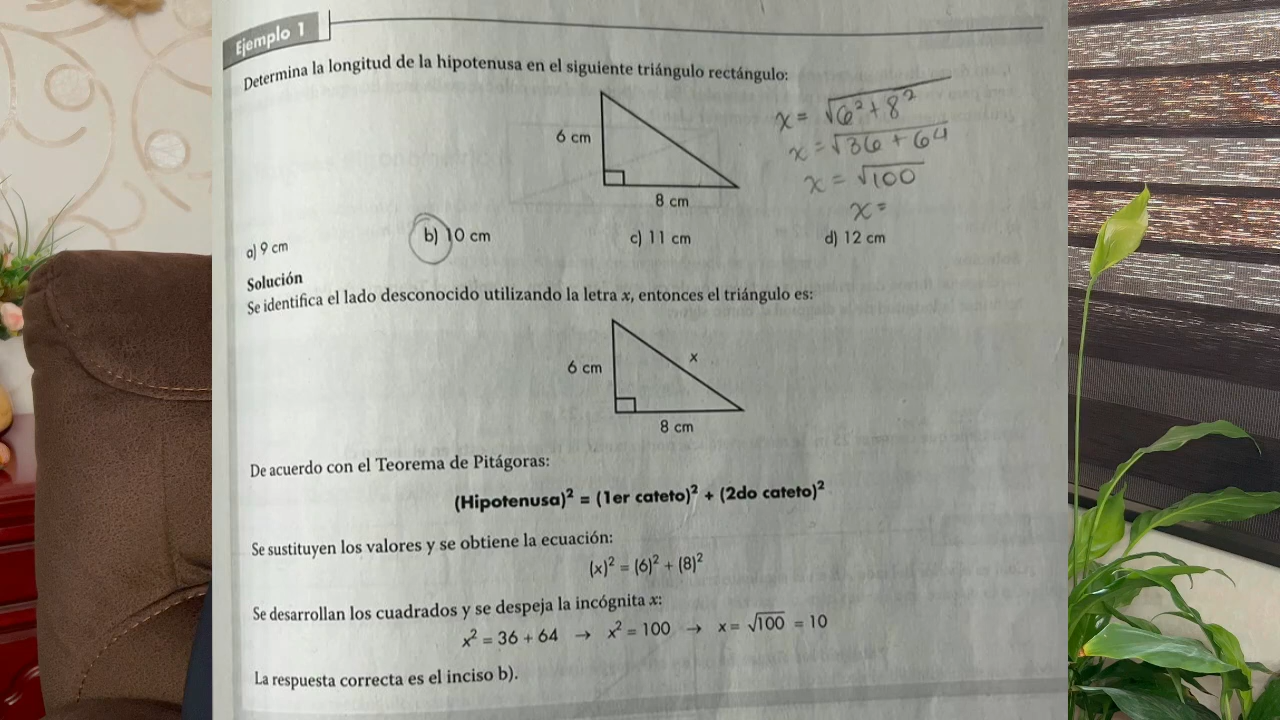 Ejemplo 1
Determina la longitud de la hipotenusa en el siguiente triángulo rectángulo:
6 cm
8 cm
x = √6² + 8²
x = √36 + 64
x = √100
x =
a) 9 cm
b) 10 cm
c) 11 cm
d) 12 cm
Solución
Se identifica el lado desconocido utilizando la letra x, entonces el triángulo es:
6 cm
x
8 cm
De acuerdo con el Teorema de Pitágoras:
(Hipotenusa)² = (1er cateto)² + (2do cateto)²
Se sustituyen los valores y se obtiene la ecuación:
(x)² = (6)² + (8)²
Se desarrollan los cuadrados y se despeja la incógnita x:
x² = 36 + 64 → x² = 100 → x = √100 = 10
La respuesta correcta es el inciso b).